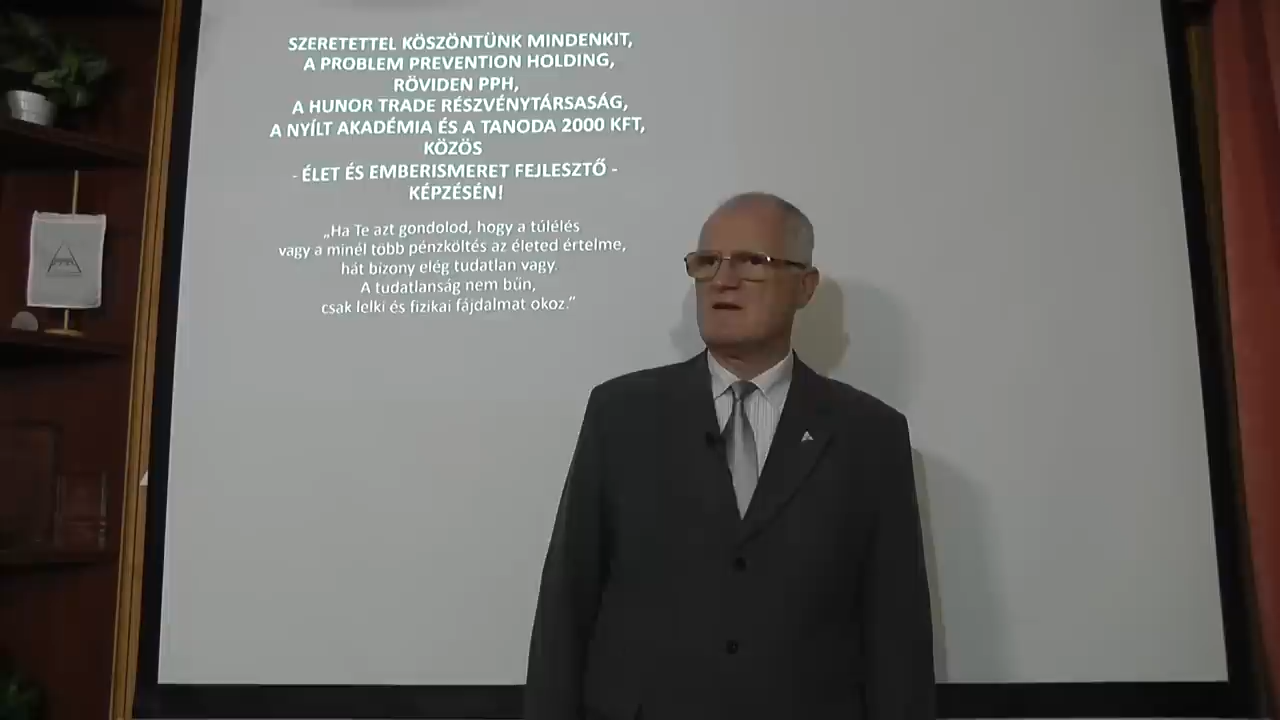 SZERETETTEL KÖSZÖNTÜNK MINDENKIT,
A PROBLEM PREVENTION HOLDING,
RÖVIDEN PPH,
A HUNOR TRADE RÉSZVÉNYTÁRSASÁG,
A NYÍLT AKADÉMIA ÉS A TANODA 2000 KFT,
KÖZÖS
- ÉLET ÉS EMBERISMERET FEJLESZTŐ -
KÉPZÉSÉN!
„Ha Te azt gondolod, hogy a túlélés
vagy a minél több pénzköltés az életed értelme,
hát bizony elég tudatlan vagy.
A tudatlanság nem bűn,
csak lelki és fizikai fájdalmat okoz.”